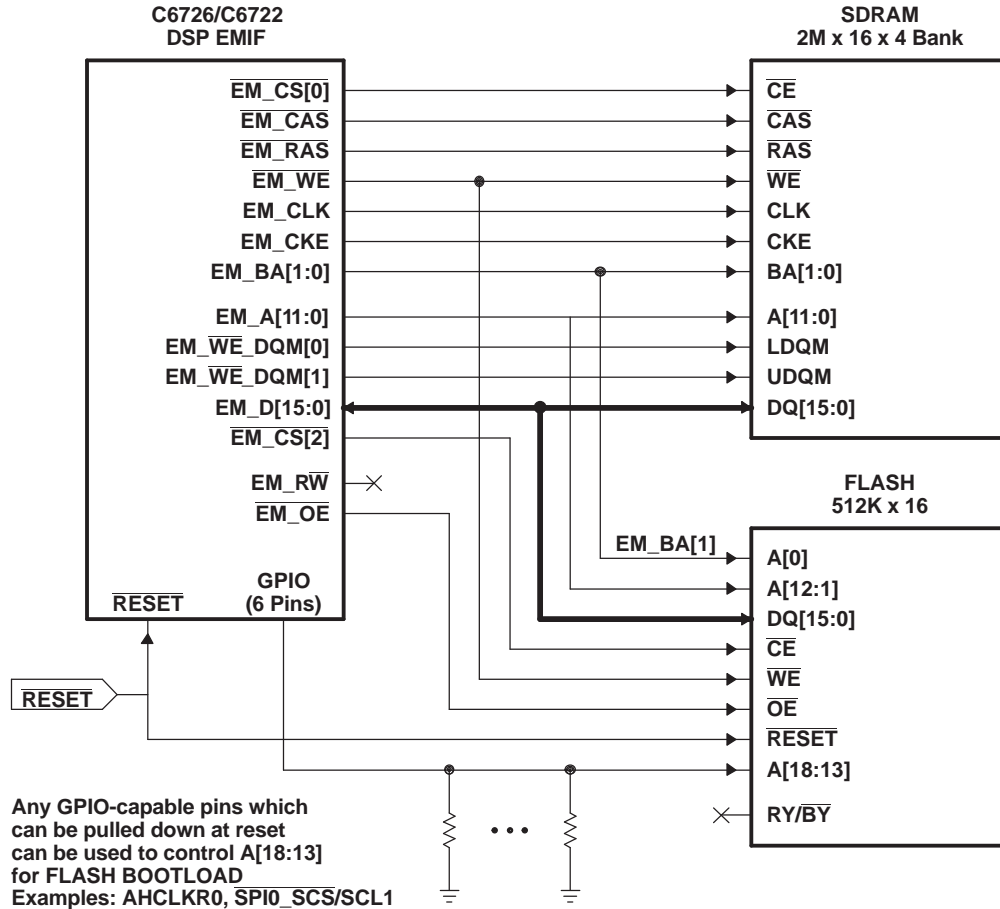 C6726/C6722
DSP EMIF
EM_CS[0]
EM_CAS
EM_RAS
EM_WE
EM_CLK
EM_CKE
EM_BA[1:0]
EM_A[11:0]
EM_WE_DQM[0]
EM_WE_DQM[1]
EM_D[15:0]
EM_CS[2]
EM_RW
EM_OE
GPIO
(6 Pins)
RESET
RESET
SDRAM
2M x 16 x 4 Bank
CE
CAS
RAS
WE
CLK
CKE
BA[1:0]
A[11:0]
LDQM
UDQM
DQ[15:0]
FLASH
512K x 16
EM_BA[1]
A[0]
A[12:1]
DQ[15:0]
CE
WE
OE
RESET
A[18:13]
RY/BY
Any GPIO-capable pins which
can be pulled down at reset
can be used to control A[18:13]
for FLASH BOOTLOAD
Examples: AHCLKR0, SPI0_SCS/SCL1